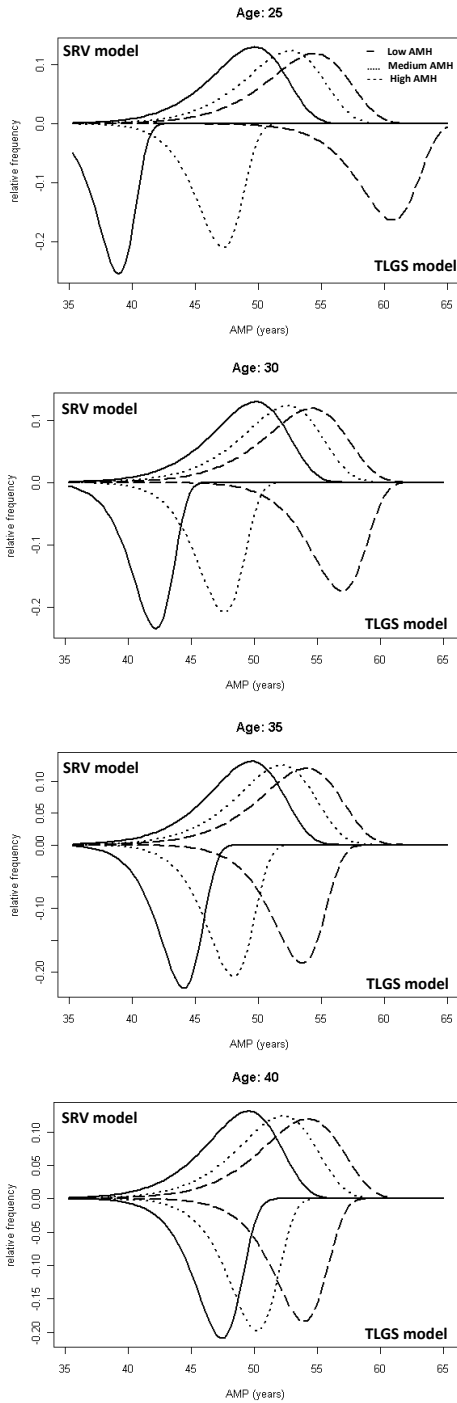 Age: 25
SRV model
Low AMH
Medium AMH
High AMH
TLGS model
relative frequency
0.1
0.0
-0.1
-0.2
35 40 45 50 55 60 65
AMP (years)
Age: 30
SRV model
TLGS model
relative frequency
0.1
0.0
-0.1
-0.2
35 40 45 50 55 60 65
AMP (years)
Age: 35
SRV model
TLGS model
relative frequency
0.10
0.05
0.00
-0.10
-0.20
35 40 45 50 55 60 65
AMP (years)
Age: 40
SRV model
TLGS model
relative frequency
0.10
0.05
0.00
-0.05
-0.10
-0.15
-0.20
35 40 45 50 55 60 65
AMP (years)